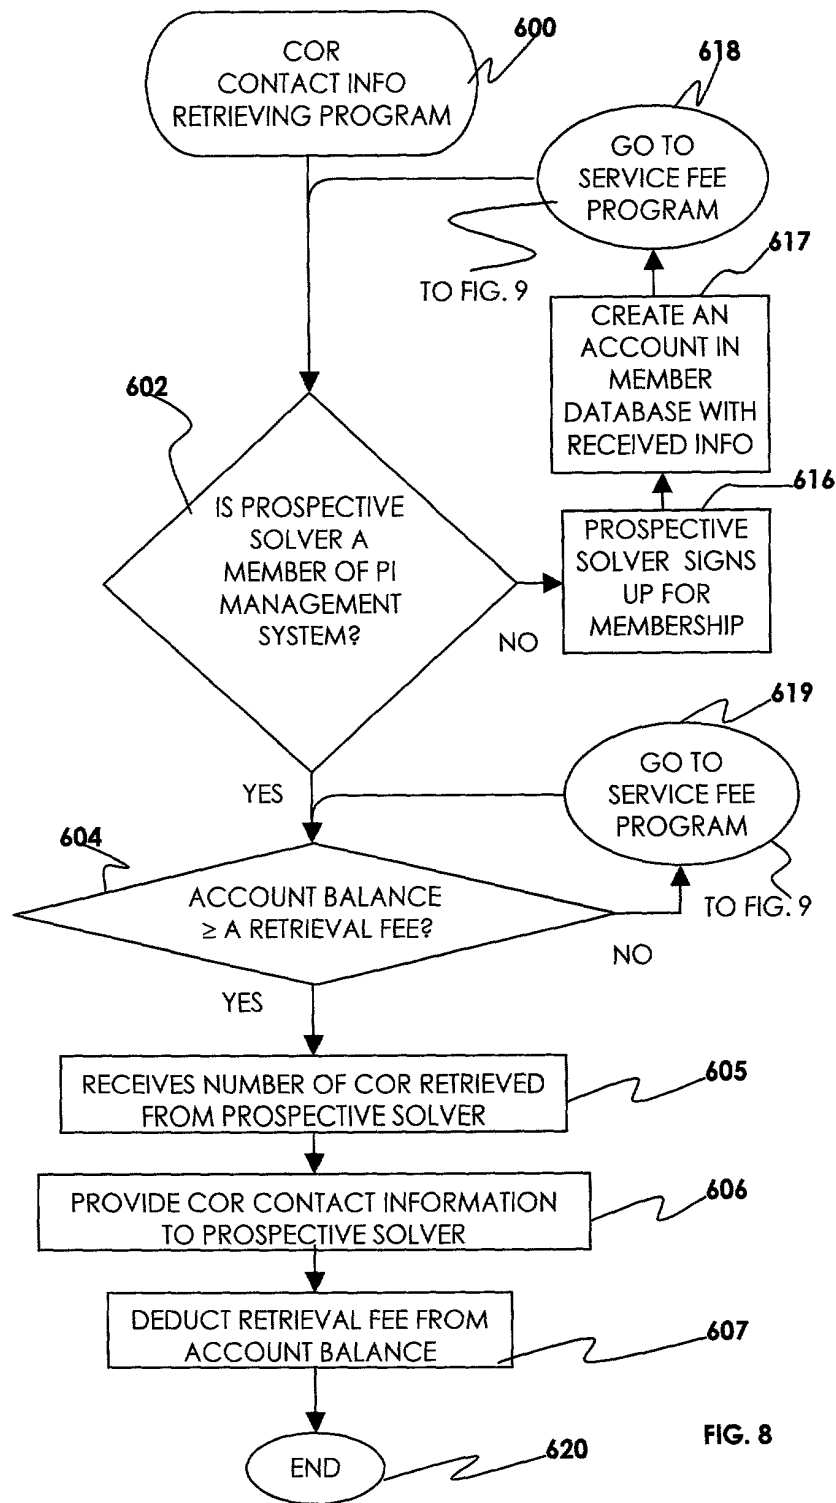 600
COR
CONTACT INFO
RETRIEVING PROGRAM
618
GO TO
SERVICE FEE
PROGRAM
TO FIG. 9
617
CREATE AN
ACCOUNT IN
MEMBER
DATABASE WITH
RECEIVED INFO
602
IS PROSPECTIVE
SOLVER A
MEMBER OF PI
MANAGEMENT
SYSTEM?
NO
616
PROSPECTIVE
SOLVER SIGNS
UP FOR
MEMBERSHIP
619
GO TO
SERVICE FEE
PROGRAM
TO FIG. 9
YES
604
ACCOUNT BALANCE
≥ A RETRIEVAL FEE?
NO
YES
RECEIVES NUMBER OF COR RETRIEVED
FROM PROSPECTIVE SOLVER
605
PROVIDE COR CONTACT INFORMATION
TO PROSPECTIVE SOLVER
606
DEDUCT RETRIEVAL FEE FROM
ACCOUNT BALANCE
607
END
620
FIG. 8